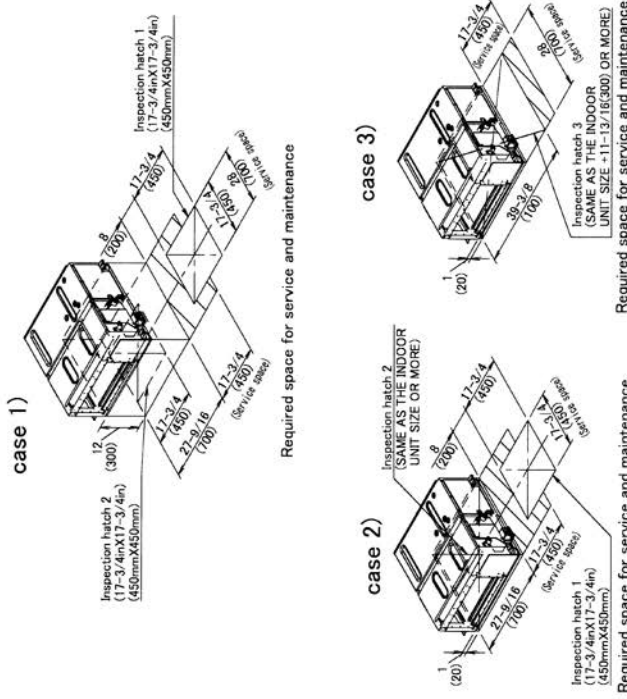 case 1)
Inspection hatch 1
(17-3/4inX17-3/4in)
(450mmX450mm)
Inspection hatch 2
(17-3/4inX17-3/4in)
(450mmX450mm)
12
(300)
8
(200)
17-3/4
(450)
17-3/4
(450)
28
(700)
(Service space)
17-3/4
(450)
27-9/16
(700)
17-3/4
(450)
(Service space)
Required space for service and maintenance
case 2)
Inspection hatch 2
(SAME AS THE INDOOR
UNIT SIZE OR MORE)
1
(20)
8
(200)
17-3/4
(450)
27-9/16
(700)
17-3/4
(450)
(Service space)
17-3/4
(450)
(Service space)
Inspection hatch 1
(17-3/4inX17-3/4in)
(450mmX450mm)
Required space for service and maintenance
case 3)
17-3/4
(450)
(Service space)
28
(700)
(Service space)
1
(20)
39-3/8
(100)
Inspection hatch 3
(SAME AS THE INDOOR
UNIT SIZE +11-13/16(300) OR MORE)
Required space for service and maintenance